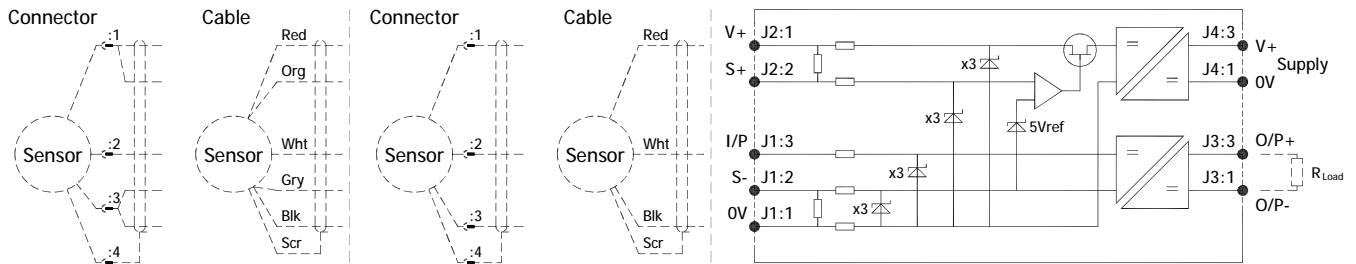 Connector
:1
:2
:3
:4
Sensor
Cable
Red
Org
Wht
Gry
Blk
Scr
Sensor
Connector
:1
:2
:3
:4
Sensor
Cable
Red
Wht
Blk
Scr
Sensor
V+ J2:1
S+ J2:2
I/P J1:3
S- J1:2
0V J1:1
x3
x3
x3
x3
5Vref
=
=
=
=
J4:3 V+
Supply
J4:1 0V
J3:3 O/P+
J3:1 O/P-
RLoad